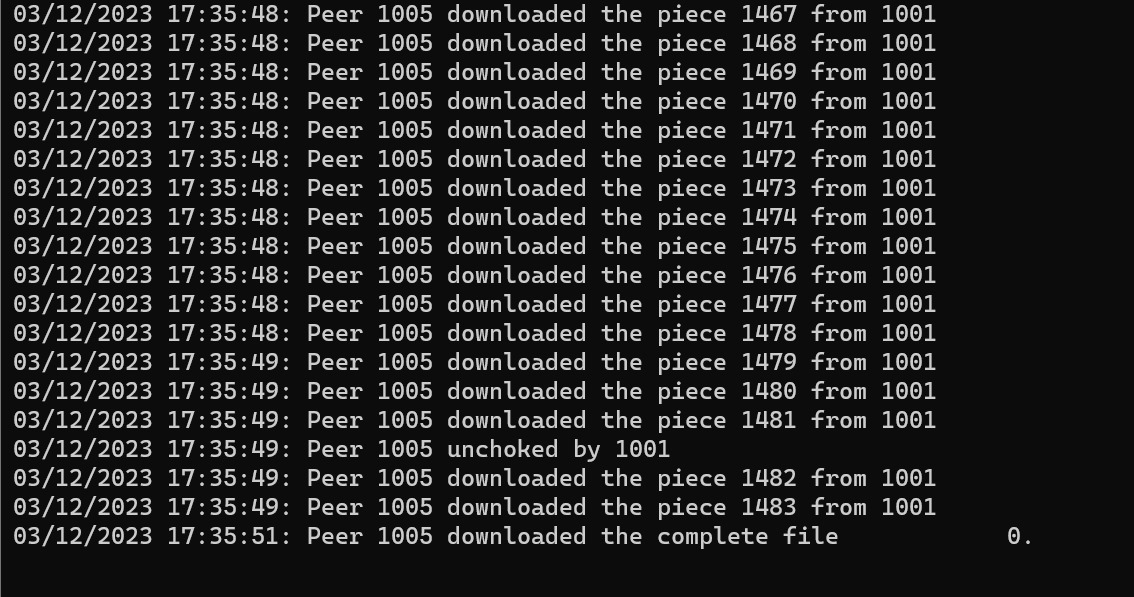 03/12/2023 17:35:48: Peer 1005 downloaded the piece 1467 from 1001
03/12/2023 17:35:48: Peer 1005 downloaded the piece 1468 from 1001
03/12/2023 17:35:48: Peer 1005 downloaded the piece 1469 from 1001
03/12/2023 17:35:48: Peer 1005 downloaded the piece 1470 from 1001
03/12/2023 17:35:48: Peer 1005 downloaded the piece 1471 from 1001
03/12/2023 17:35:48: Peer 1005 downloaded the piece 1472 from 1001
03/12/2023 17:35:48: Peer 1005 downloaded the piece 1473 from 1001
03/12/2023 17:35:48: Peer 1005 downloaded the piece 1474 from 1001
03/12/2023 17:35:48: Peer 1005 downloaded the piece 1475 from 1001
03/12/2023 17:35:48: Peer 1005 downloaded the piece 1476 from 1001
03/12/2023 17:35:48: Peer 1005 downloaded the piece 1477 from 1001
03/12/2023 17:35:48: Peer 1005 downloaded the piece 1478 from 1001
03/12/2023 17:35:49: Peer 1005 downloaded the piece 1479 from 1001
03/12/2023 17:35:49: Peer 1005 downloaded the piece 1480 from 1001
03/12/2023 17:35:49: Peer 1005 downloaded the piece 1481 from 1001
03/12/2023 17:35:49: Peer 1005 unchoked by 1001
03/12/2023 17:35:49: Peer 1005 downloaded the piece 1482 from 1001
03/12/2023 17:35:49: Peer 1005 downloaded the piece 1483 from 1001
03/12/2023 17:35:51: Peer 1005 downloaded the complete file            0.